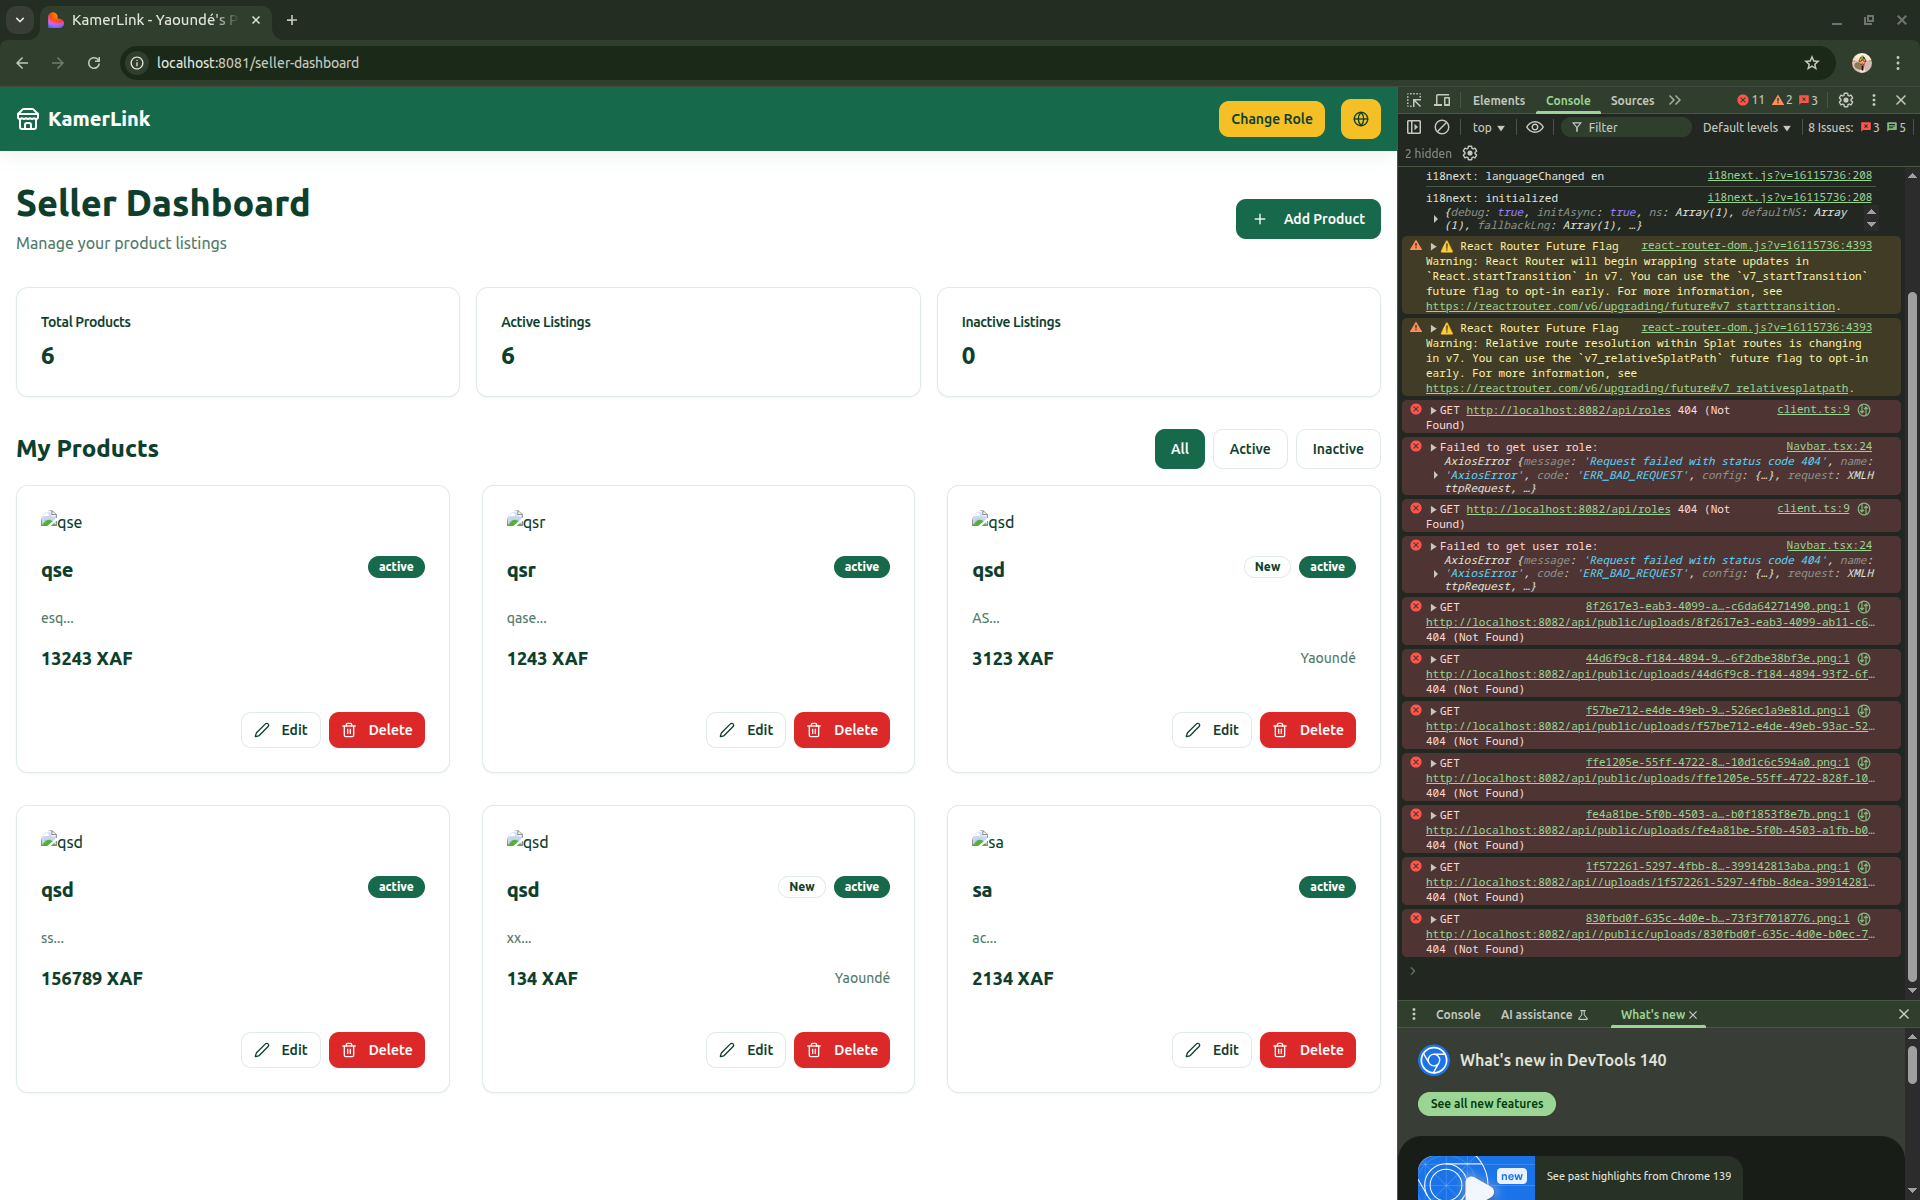 KamerLink - Yaoundé's P
localhost:8081/seller-dashboard
KamerLink
Change Role
Seller Dashboard
Manage your product listings
Add Product
Total Products
6
Active Listings
6
Inactive Listings
0
My Products
All
Active
Inactive
qse
qse
active
esq...
13243 XAF
Edit
Delete
qsr
qsr
active
qase...
1243 XAF
Edit
Delete
qsd
qsd
New
active
AS...
3123 XAF
Yaoundé
Edit
Delete
qsd
qsd
active
ss...
156789 XAF
Edit
Delete
qsd
qsd
New
active
xx...
134 XAF
Yaoundé
Edit
Delete
sa
sa
active
ac...
2134 XAF
Edit
Delete
Elements
Console
Sources
11
2
3
top
Filter
Default levels
8 Issues:
3
5
2 hidden
i18next: languageChanged en i18next.js?v=16115736:208
i18next: initialized i18next.js?v=16115736:208
{debug: true, initAsync: true, ns: Array(1), defaultNS: Array
(1), fallbackLng: Array(1), …}
React Router Future Flag react-router-dom.js?v=16115736:4393
Warning: React Router will begin wrapping state updates in
`React.startTransition` in v7. You can use the `v7_startTransition`
future flag to opt-in early. For more information, see
https://reactrouter.com/v6/upgrading/future#v7_starttransition.
React Router Future Flag react-router-dom.js?v=16115736:4393
Warning: Relative route resolution within Splat routes is changing
in v7. You can use the `v7_relativeSplatPath` future flag to opt-in
early. For more information, see
https://reactrouter.com/v6/upgrading/future#v7_relativesplatpath.
GET http://localhost:8082/api/roles 404 (Not client.ts:9
Found)
Failed to get user role: Navbar.tsx:24
AxiosError {message: 'Request failed with status code 404', name:
'AxiosError', code: 'ERR_BAD_REQUEST', config: {…}, request: XMLH
ttpRequest, …}
GET http://localhost:8082/api/roles 404 (Not client.ts:9
Found)
Failed to get user role: Navbar.tsx:24
AxiosError {message: 'Request failed with status code 404', name:
'AxiosError', code: 'ERR_BAD_REQUEST', config: {…}, request: XMLH
ttpRequest, …}
GET 8f2617e3-eab3-4099-a…-c6da64271490.png:1
http://localhost:8082/api/public/uploads/8f2617e3-eab3-4099-ab11-c6…
404 (Not Found)
GET 44d6f9c8-f184-4894-9…-6f2dbe38bf3e.png:1
http://localhost:8082/api/public/uploads/44d6f9c8-f184-4894-93f2-6f…
404 (Not Found)
GET f57be712-e4de-49eb-9…-526ec1a9e81d.png:1
http://localhost:8082/api/public/uploads/f57be712-e4de-49eb-93ac-52…
404 (Not Found)
GET ffe1205e-55ff-4722-8…-10d1c6c594a0.png:1
http://localhost:8082/api/public/uploads/ffe1205e-55ff-4722-828f-10…
404 (Not Found)
GET fe4a81be-5f0b-4503-a…-b0f1853f8e7b.png:1
http://localhost:8082/api/public/uploads/fe4a81be-5f0b-4503-a1fb-b0…
404 (Not Found)
GET 1f572261-5297-4fbb-8…-399142813aba.png:1
http://localhost:8082/api//uploads/1f572261-5297-4fbb-8dea-39914281…
404 (Not Found)
GET 830fbd0f-635c-4d0e-b…-73f3f7018776.png:1
http://localhost:8082/api//public/uploads/830fbd0f-635c-4d0e-b0ec-7…
404 (Not Found)
Console
AI assistance
What's new
What's new in DevTools 140
See all new features
new
See past highlights from Chrome 139